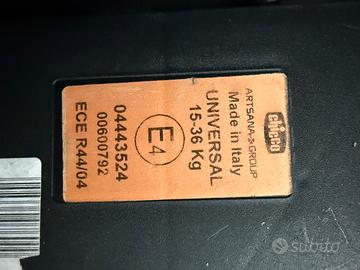 chicco
ARTSANA GROUP
Made in Italy
UNIVERSAL
15-36 Kg
E4
04443524
00600792
ECE R44/04
subito